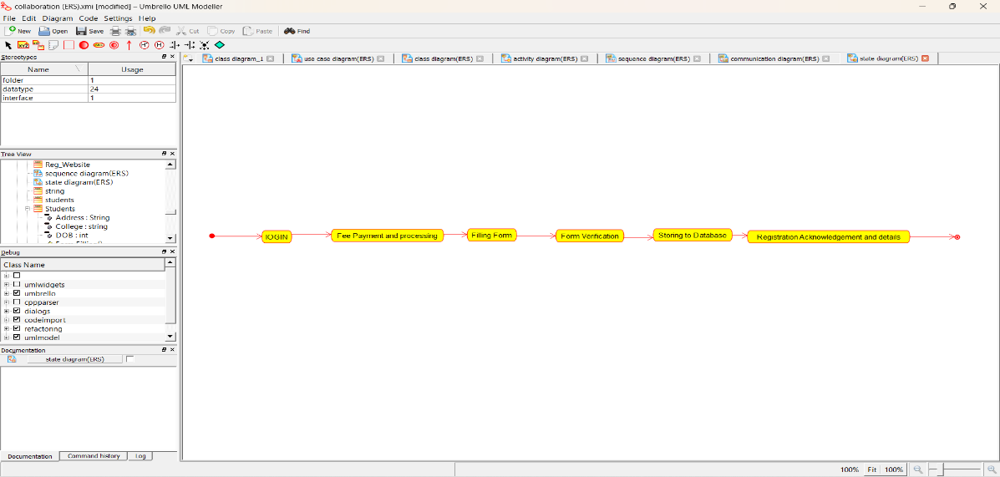 collaboration (ERS).xmi [modified] – Umbrello UML Modeller
File Edit Diagram Code Settings Help
New Open Save Cut Copy Paste Find
Stereotypes
Name Usage
folder 1
datatype 24
interface 1
Tree View
Reg_Website
sequence diagram(ERS)
state diagram(ERS)
string
students
Students
Address : String
College : string
DOB : int
Debug
Class Name
umlwidgets
umbrello
cppparser
dialogs
codeimport
refactoring
umlmodel
Documentation
state diagram(ERS)
Documentation Command history Log
class diagram_1 use case diagram(ERS) class diagram(ERS) activity diagram(ERS) sequence diagram(ERS) communication diagram(ERS) state diagram(ERS)
lOGIN Fee Payment and processing Filling Form Form Verification Storing to Database Registration Acknowledgement and details
100% Fit 100%